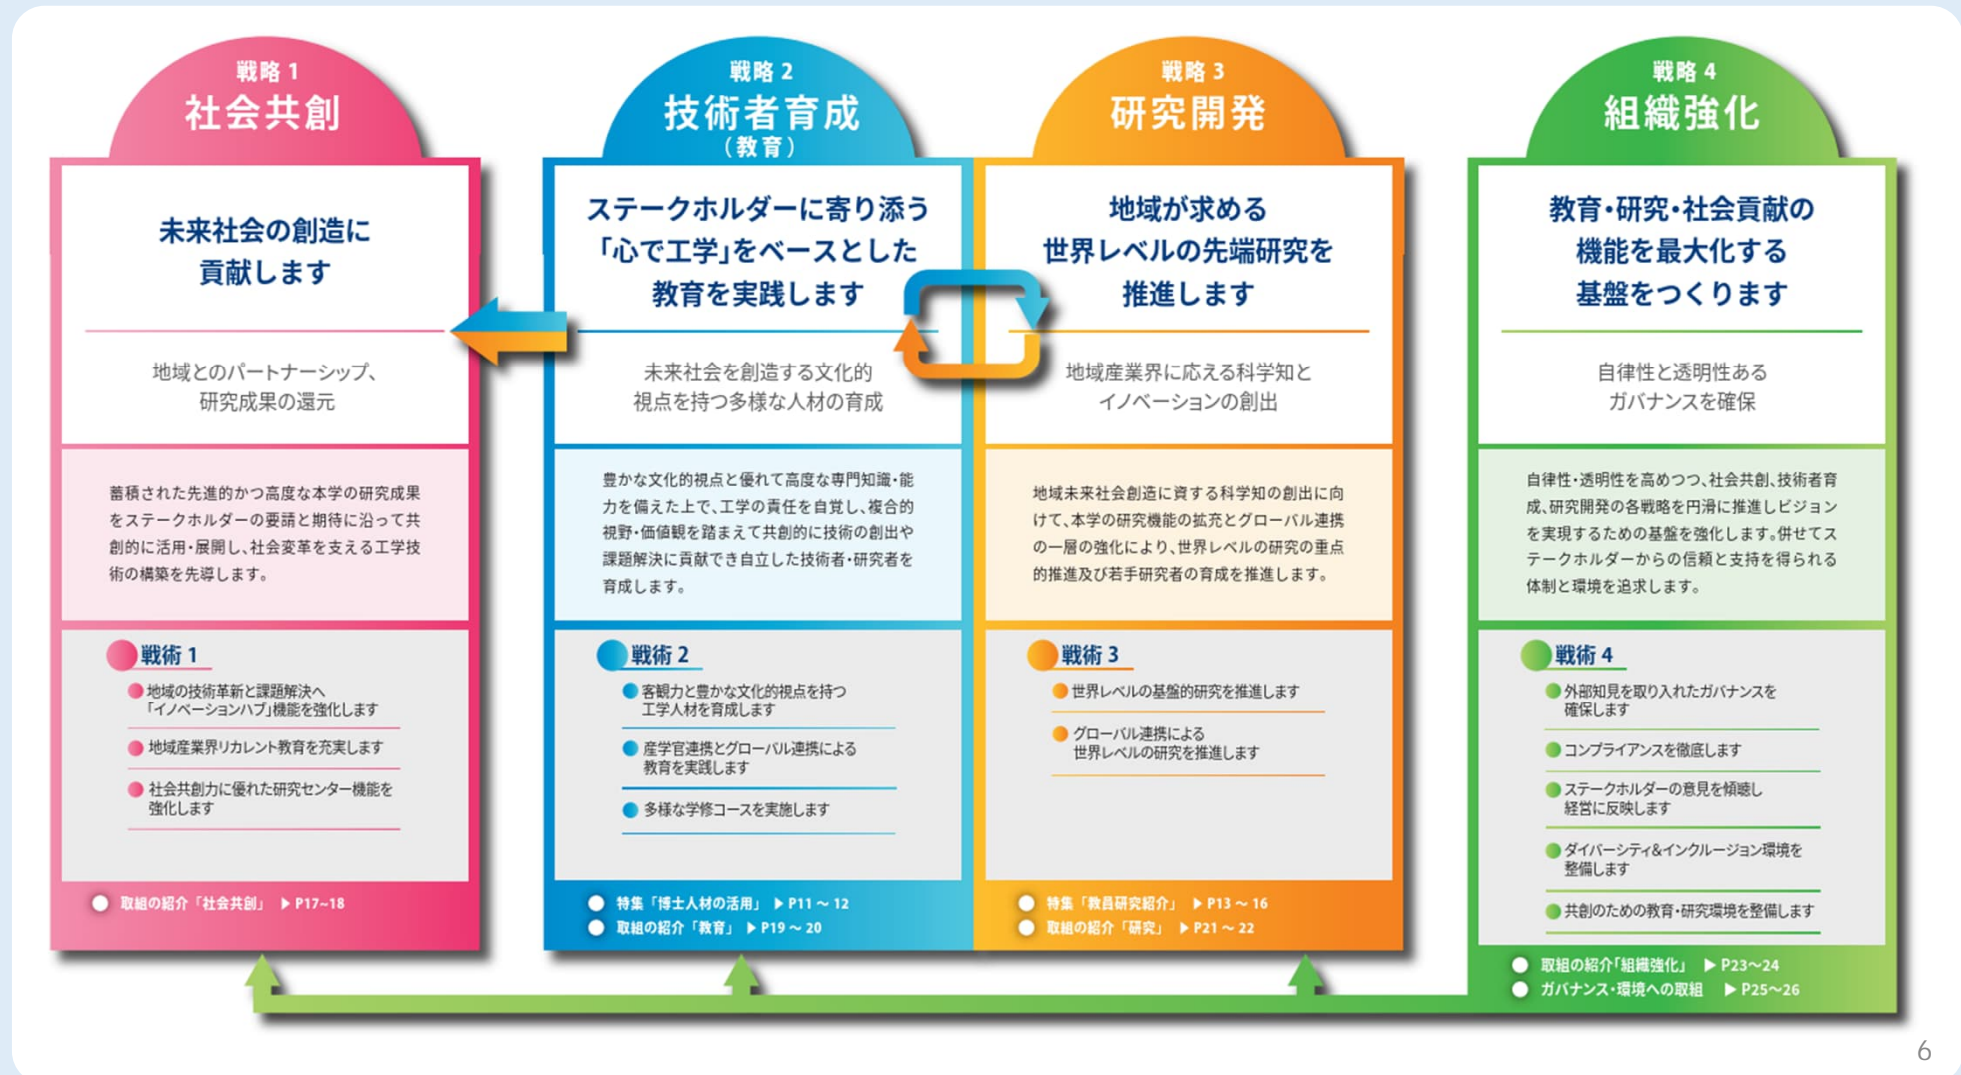 戦略 1
社会共創
未来社会の創造に
貢献します
地域とのパートナーシップ、
研究成果の還元
蓄積された先進的かつ高度な本学の研究成果
をステークホルダーの要請と期待に沿って共
創的に活用・展開し、社会変革を支える工学技
術の構築を先導します。
戦術 1
地域の技術革新と課題解決へ
「イノベーションハブ」機能を強化します
地域産業界リカレント教育を充実します
社会共創力に優れた研究センター機能を
強化します
取組の紹介「社会共創」 ▶ P17~18
戦略 2
技術者育成
（教育）
ステークホルダーに寄り添う
「心で工学」をベースとした
教育を実践します
未来社会を創造する文化的
視点を持つ多様な人材の育成
豊かな文化的視点と優れて高度な専門知識・能
力を備えた上で、工学の責任を自覚し、複合的
視野・価値観を踏まえて共創的に技術の創出や
課題解決に貢献でき自立した技術者・研究者を
育成します。
戦術 2
客観力と豊かな文化的視点を持つ
工学人材を育成します
産学官連携とグローバル連携による
教育を実践します
多様な学修コースを実施します
特集「博士人材の活用」 ▶ P11 ～ 12
取組の紹介「教育」 ▶ P19 ～ 20
戦略 3
研究開発
地域が求める
世界レベルの先端研究を
推進します
地域産業界に応える科学知と
イノベーションの創出
地域未来社会創造に資する科学知の創出に向
けて、本学の研究機能の拡充とグローバル連携
の一層の強化により、世界レベルの研究の重点
的推進及び若手研究者の育成を推進します。
戦術 3
世界レベルの基盤的研究を推進します
グローバル連携による
世界レベルの研究を推進します
特集「教員研究紹介」 ▶ P13 ～ 16
取組の紹介「研究」 ▶ P21 ～ 22
戦略 4
組織強化
教育・研究・社会貢献の
機能を最大化する
基盤をつくります
自律性と透明性ある
ガバナンスを確保
自律性・透明性を高めつつ、社会共創、技術者育
成、研究開発の各戦略を円滑に推進しビジョン
を実現するための基盤を強化します。併せてス
テークホルダーからの信頼と支持を得られる
体制と環境を追求します。
戦術 4
外部知見を取り入れたガバナンスを
確保します
コンプライアンスを徹底します
ステークホルダーの意見を傾聴し
経営に反映します
ダイバーシティ&インクルージョン環境を
整備します
共創のための教育・研究環境を整備します
取組の紹介「組織強化」 ▶ P23～24
ガバナンス・環境への取組 ▶ P25～26
6